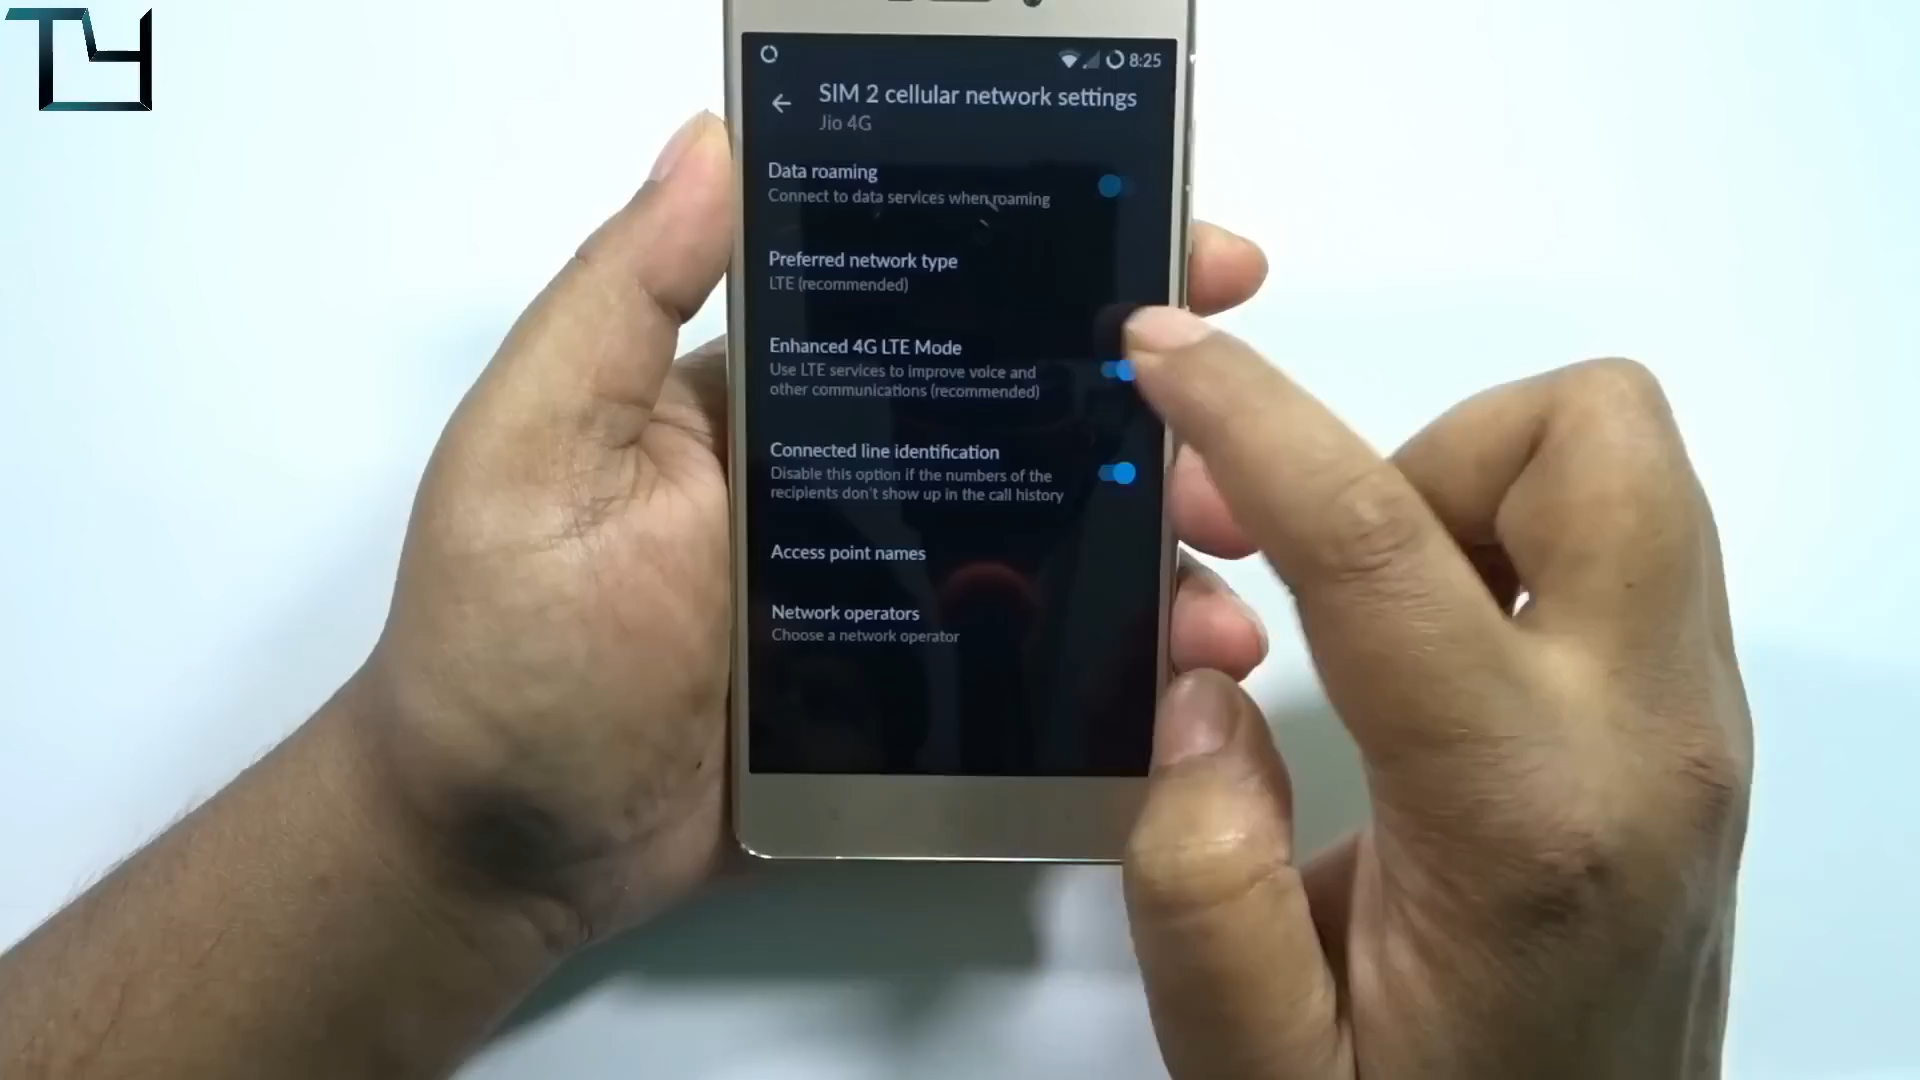 TY
8:25
SIM 2 cellular network settings
Jio 4G
Data roaming
Connect to data services when roaming
Preferred network type
LTE (recommended)
Enhanced 4G LTE Mode
Use LTE services to improve voice and
other communications (recommended)
Connected line identification
Disable this option if the numbers of the
recipients don't show up in the call history
Access point names
Network operators
Choose a network operator